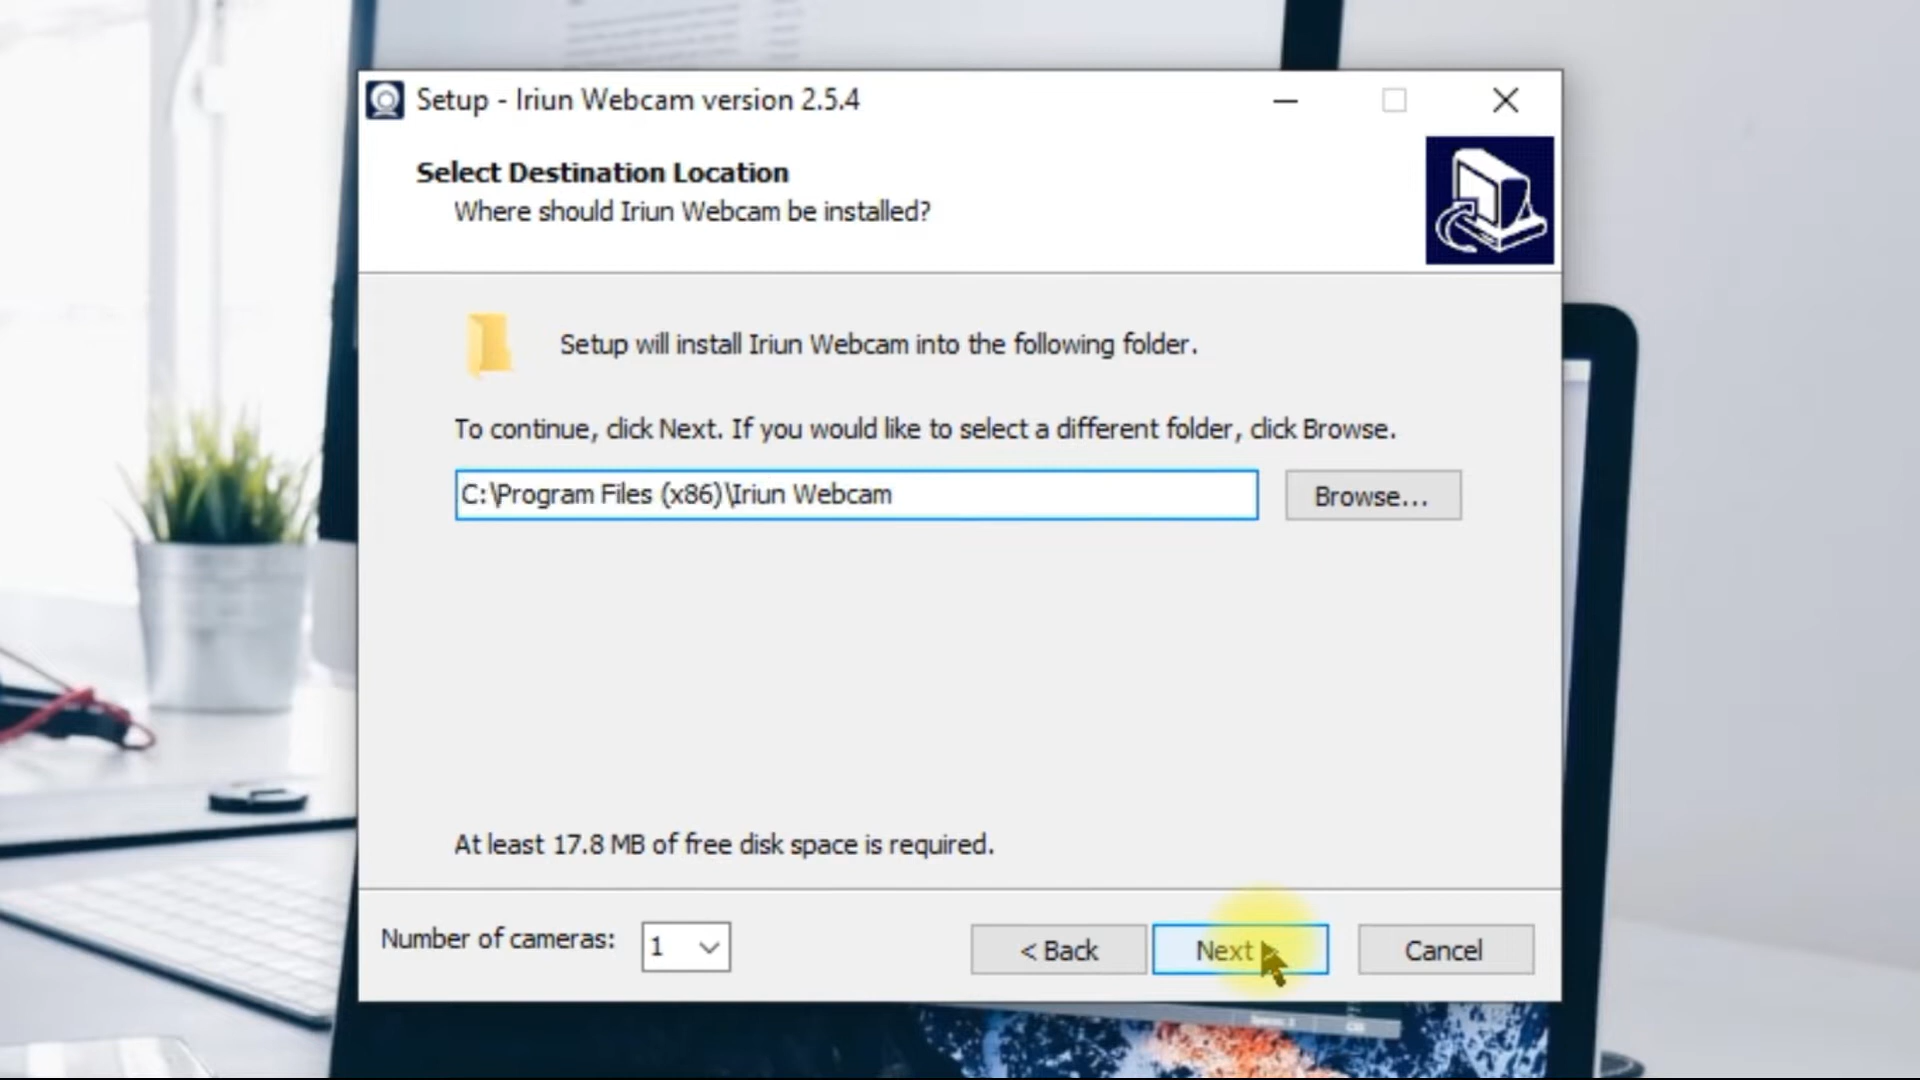 Setup - Iriun Webcam version 2.5.4
Select Destination Location
Where should Iriun Webcam be installed?
Setup will install Iriun Webcam into the following folder.
To continue, click Next. If you would like to select a different folder, click Browse.
C:\Program Files (x86)\Iriun Webcam
Browse...
At least 17.8 MB of free disk space is required.
Number of cameras: 1
< Back
Next >
Cancel